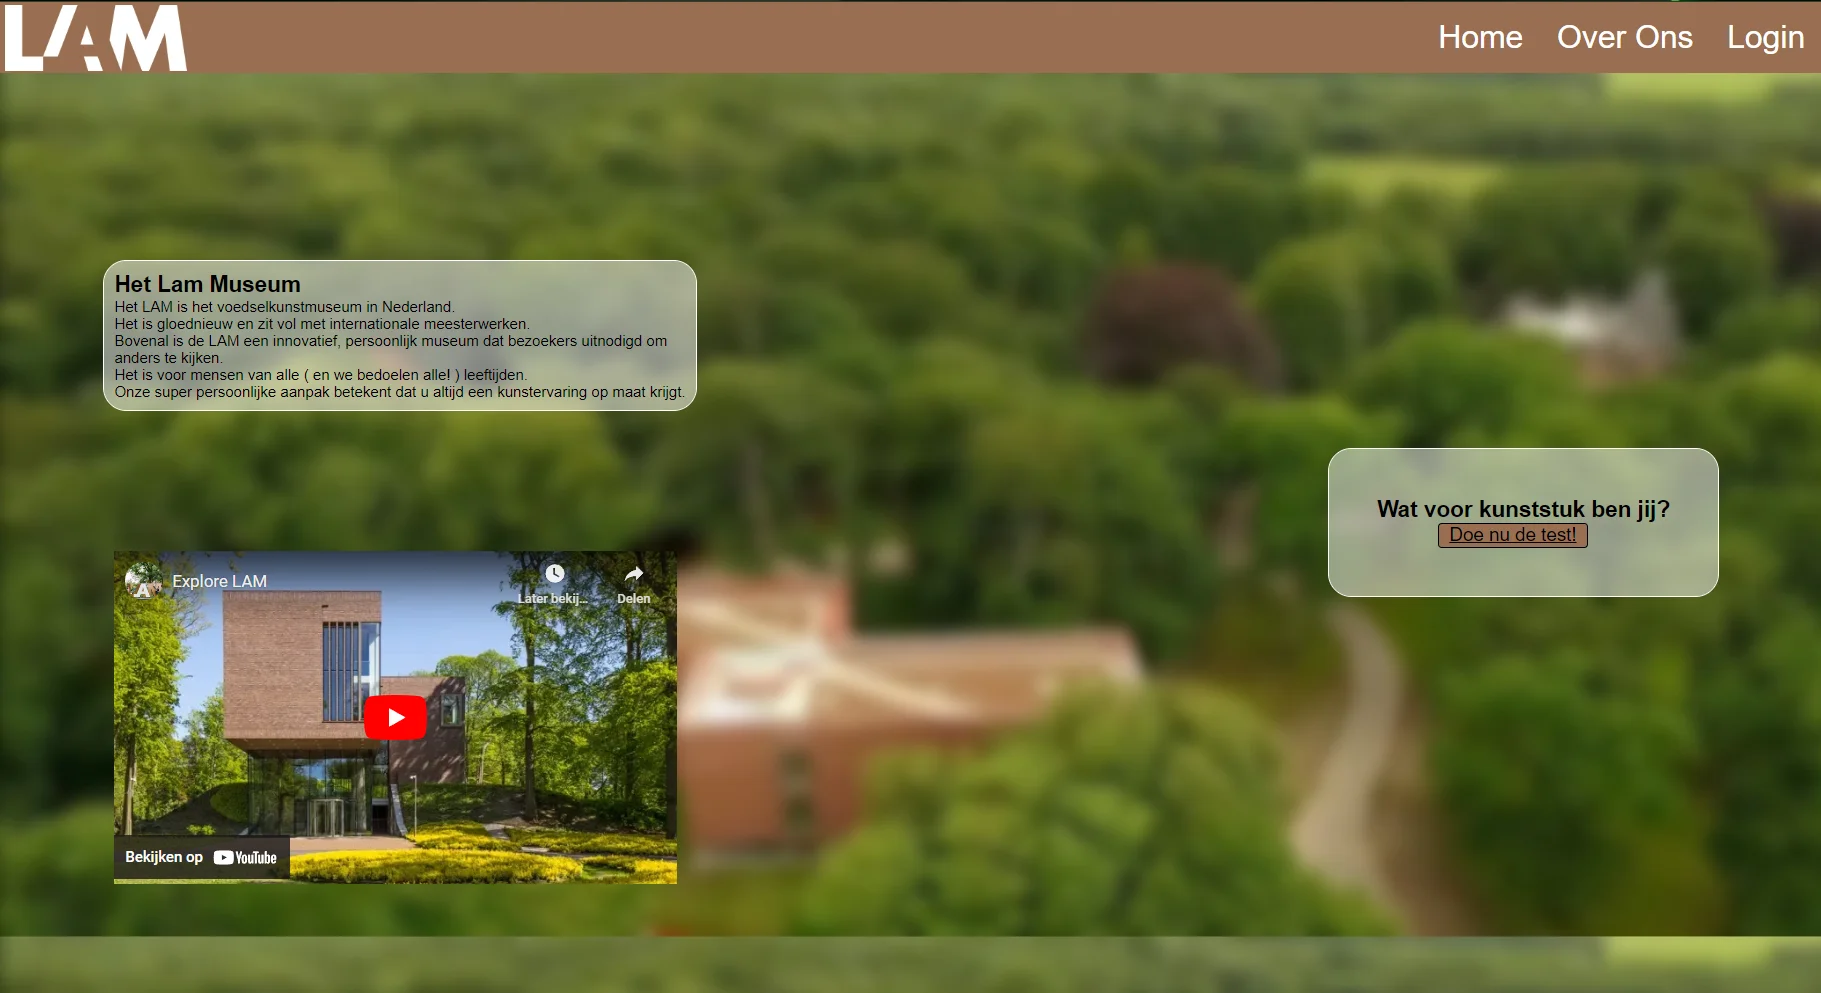 LAM
Home Over Ons Login
Het Lam Museum
Het LAM is het voedselkunstmuseum in Nederland.
Het is gloednieuw en zit vol met internationale meesterwerken.
Bovenal is de LAM een innovatief, persoonlijk museum dat bezoekers uitnodigd om
anders te kijken.
Het is voor mensen van alle ( en we bedoelen alle! ) leeftijden.
Onze super persoonlijke aanpak betekent dat u altijd een kunstervaring op maat krijgt.
Wat voor kunststuk ben jij?
Doe nu de test!
A
Explore LAM
Later bekij...
Delen
Bekijken op YouTube